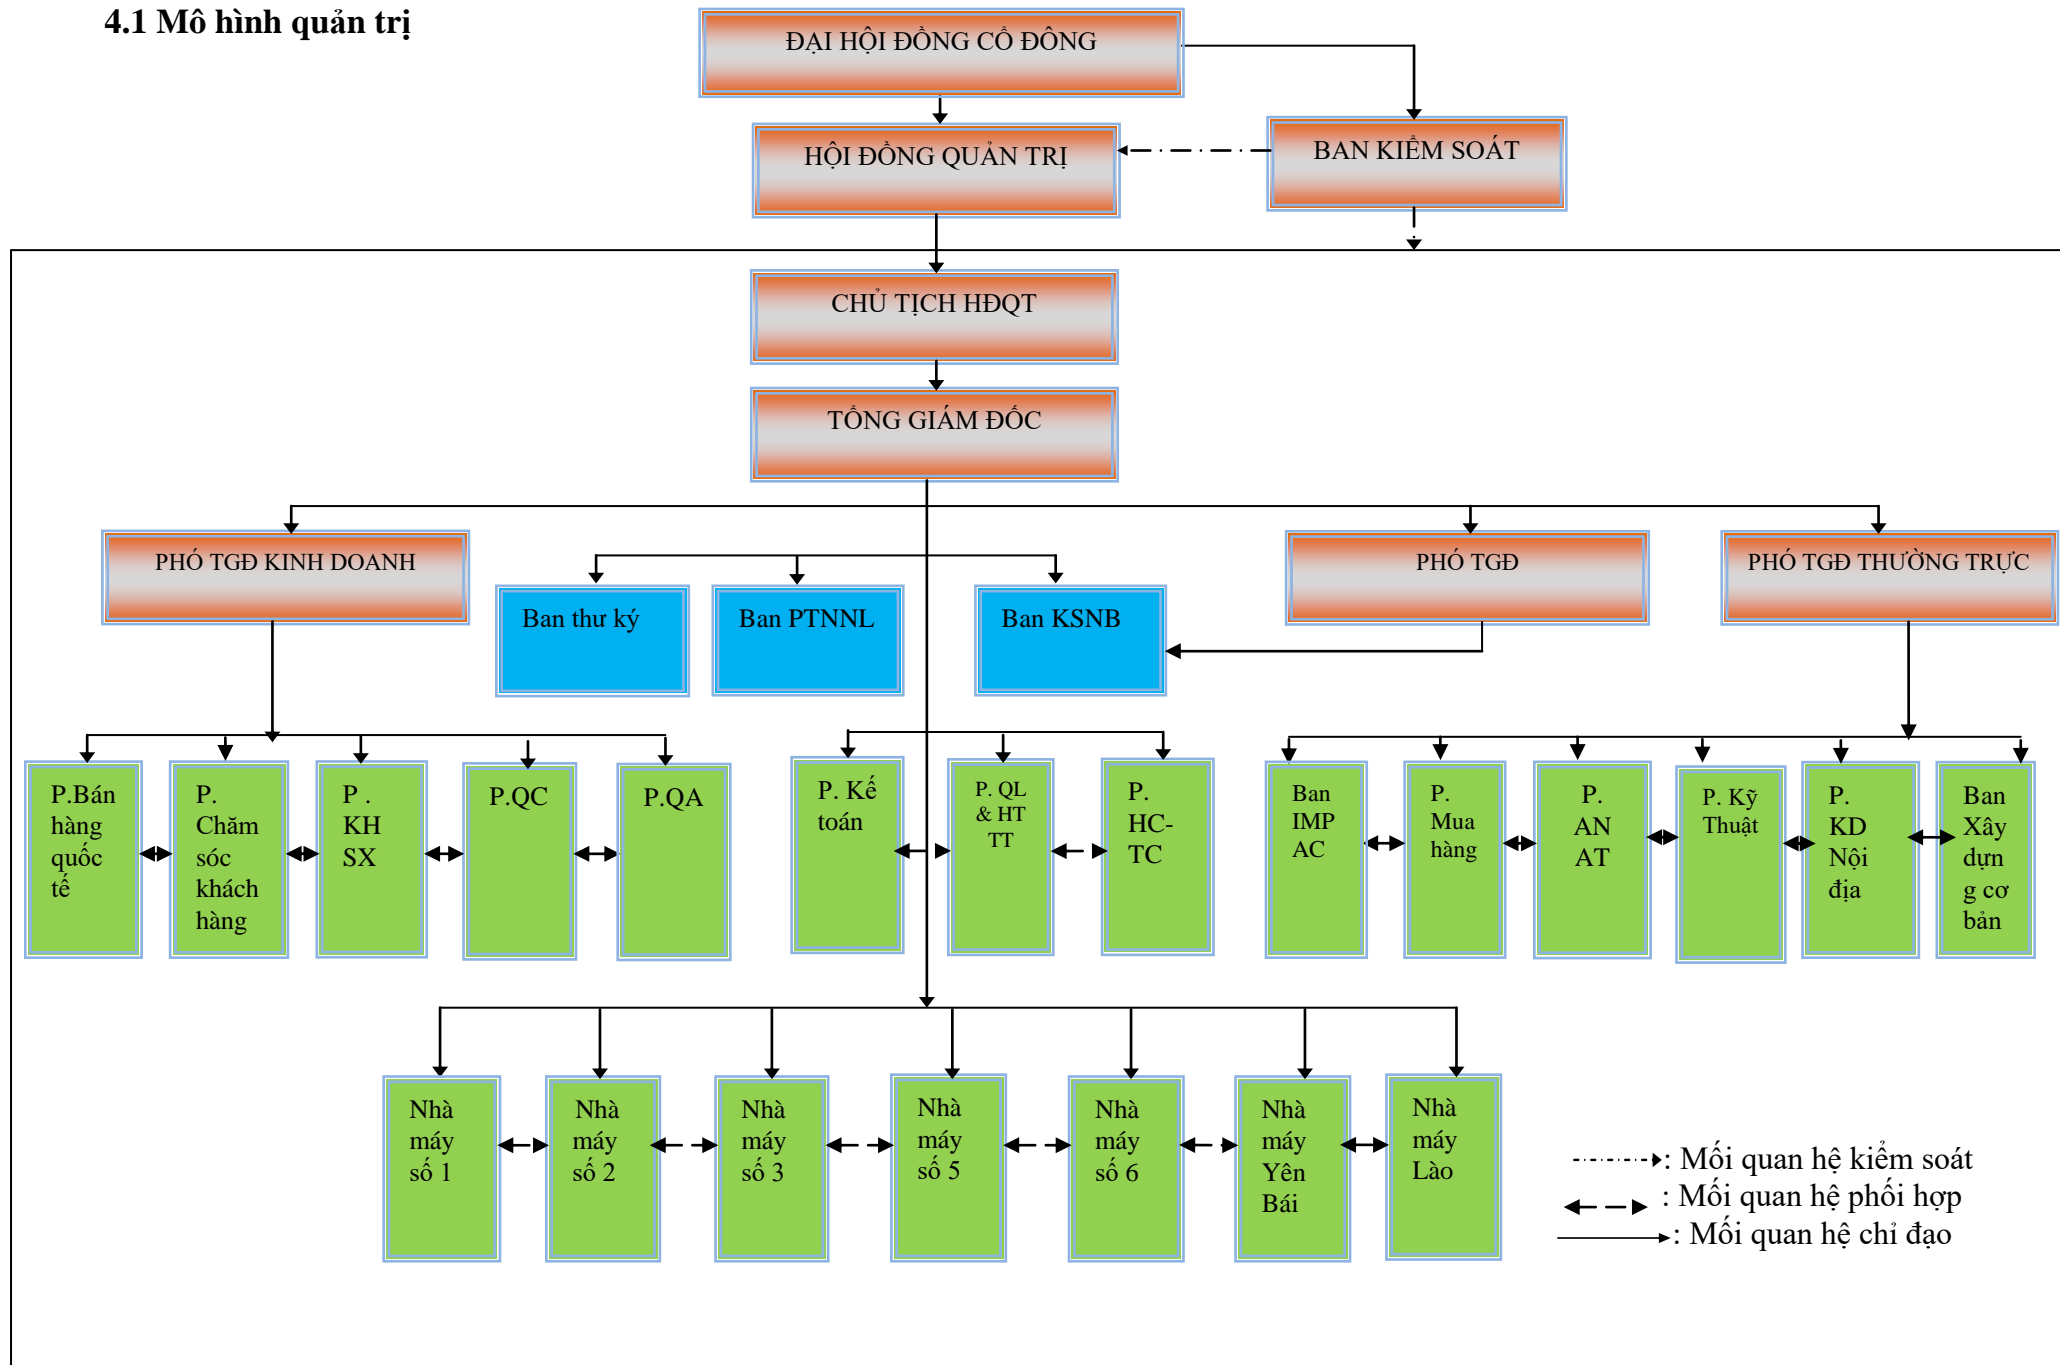 4.1 Mô hình quản trị
ĐẠI HỘI ĐỒNG CỔ ĐÔNG
HỘI ĐỒNG QUẢN TRỊ
BAN KIỂM SOÁT
CHỦ TỊCH HĐQT
TỔNG GIÁM ĐỐC
PHÓ TGĐ KINH DOANH
PHÓ TGĐ
PHÓ TGĐ THƯỜNG TRỰC
Ban thư ký
Ban PTNNL
Ban KSNB
P.Bán
hàng
quốc
tế
P.
Chăm
sóc
khách
hàng
P .
KH
SX
P.QC
P.QA
P. Kế
toán
P. QL
& HT
TT
P.
HC-
TC
Ban
IMP
AC
P.
Mua
hàng
P.
AN
AT
P. Kỹ
Thuật
P.
KD
Nội
địa
Ban
Xây
dựn
g cơ
bản
Nhà
máy
số 1
Nhà
máy
số 2
Nhà
máy
số 3
Nhà
máy
số 5
Nhà
máy
số 6
Nhà
máy
Yên
Bái
Nhà
máy
Lào
: Mối quan hệ kiểm soát
: Mối quan hệ phối hợp
: Mối quan hệ chỉ đạo